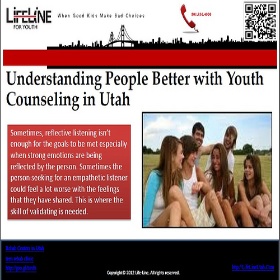 LIFELINE
FOR YOUTH
When Good Kids Make Bad Choices
Understanding People Better with Youth
Counseling in Utah
Sometimes, reflective listening isn't
enough for the goals to be met especially
when strong emotions are being
reflected by the person. Sometimes the
person seeking for an empathetic listener
could feel a lot worse with the feelings
that they have shared. This is where the
skill of validating is needed.
Copyright © 2012 Life-Line. All Rights Reserved.